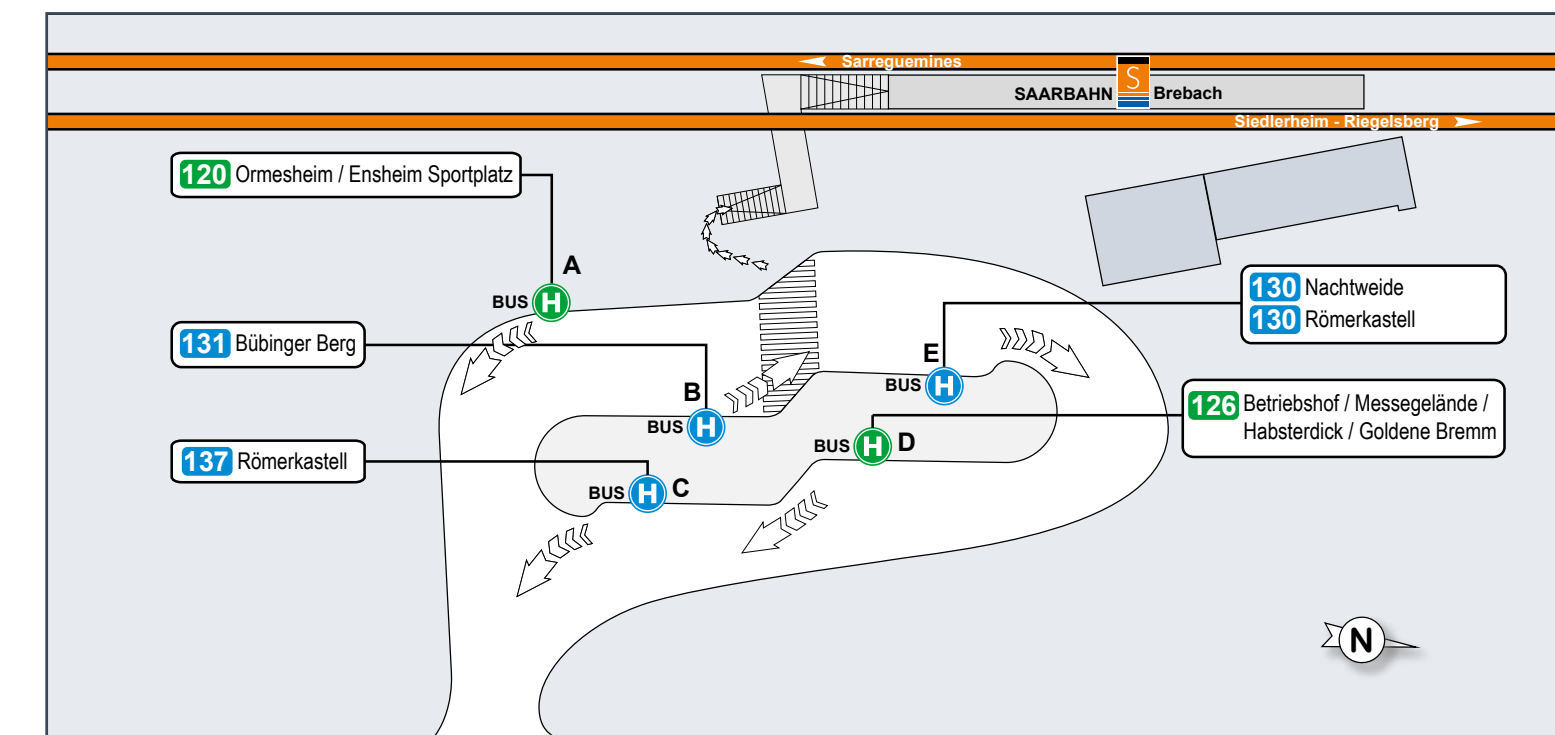 Sarreguemines
SAARBAHN S Brebach
Siedlerheim - Riegelsberg
120 Ormesheim / Ensheim Sportplatz
A
BUS H
130 Nachtweide
130 Römerkastell
131 Bübinger Berg
E
BUS H
B
BUS H
126 Betriebshof / Messegelände /
Habsterdick / Goldene Bremm
BUS H D
137 Römerkastell
BUS H C
N